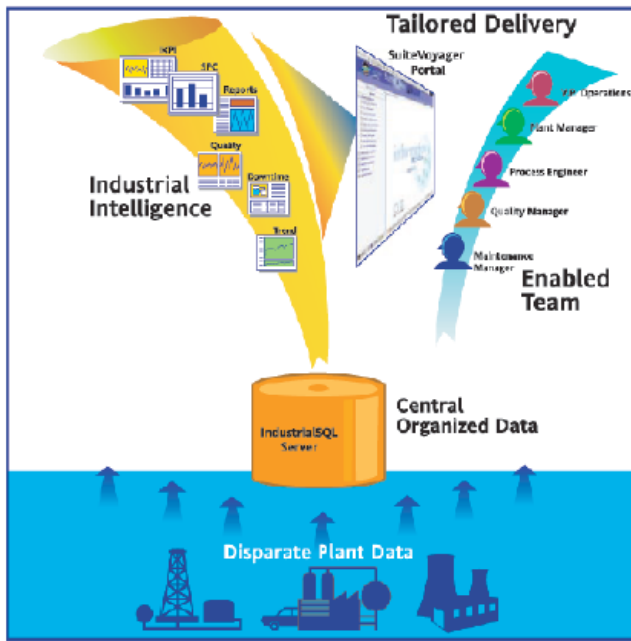 Tailored Delivery
SuiteVoyager
Portal
KPI
SPC
Reports
Quality
Downtime
Trend
Industrial
Intelligence
Operations
Plant Manager
Process Engineer
Quality Manager
Maintenance
Manager
Enabled
Team
IndustrialSQL
Server
Central
Organized Data
Disparate Plant Data